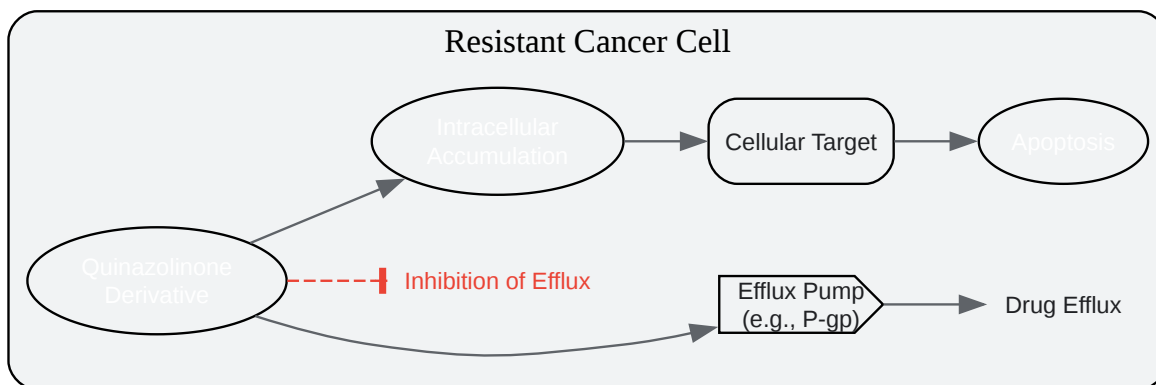 Resistant Cancer Cell
Intracellular
Accumulation
Cellular Target
Apoptosis
Quinazolinone
Derivative
Inhibition of Efflux
Efflux Pump
(e.g., P-gp)
Drug Efflux